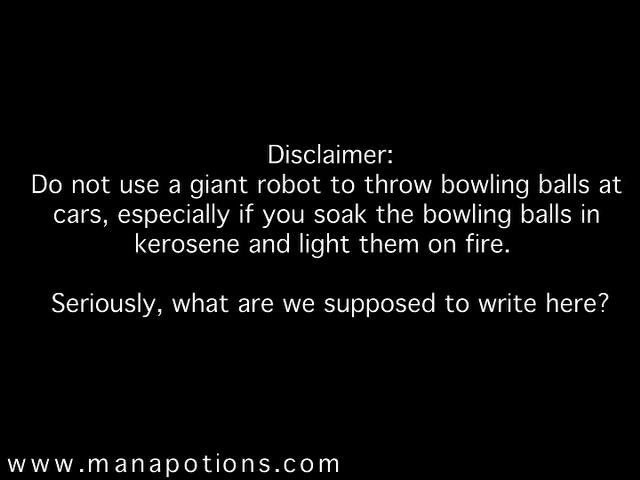 Disclaimer:
Do not use a giant robot to throw bowling balls at
cars, especially if you soak the bowling balls in
kerosene and light them on fire.
Seriously, what are we supposed to write here?
www.manapotions.com